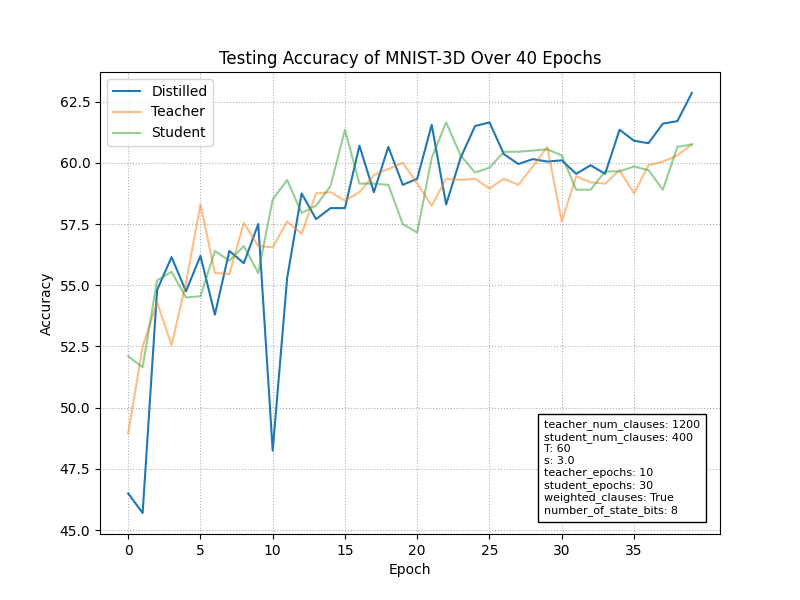 Testing Accuracy of MNIST-3D Over 40 Epochs
Distilled
Teacher
Student
62.5
60.0
57.5
55.0
52.5
50.0
47.5
45.0
Accuracy
teacher_num_clauses: 1200
student_num_clauses: 400
T: 60
s: 3.0
teacher_epochs: 10
student_epochs: 30
weighted_clauses: True
number_of_state_bits: 8
0 5 10 15 20 25 30 35
Epoch